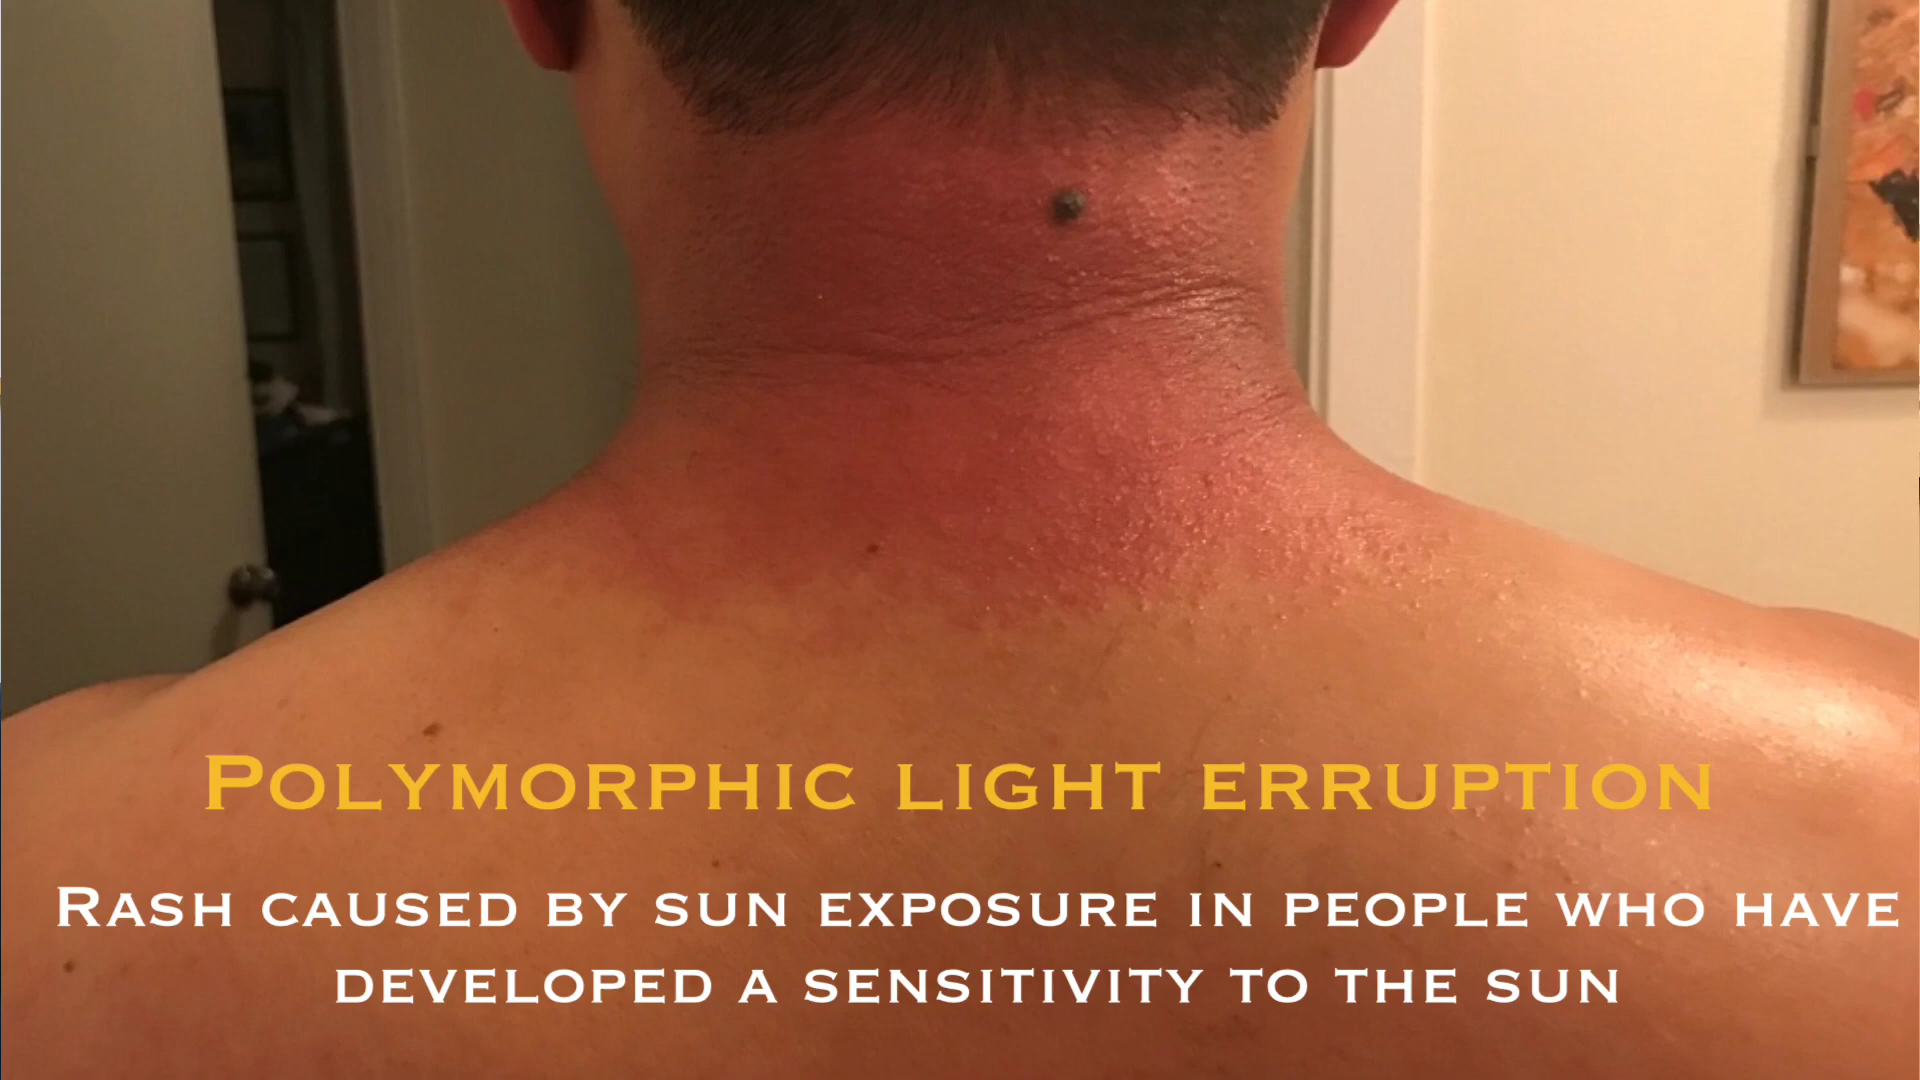 Polymorphic light erruption
Rash caused by sun exposure in people who have
developed a sensitivity to the sun